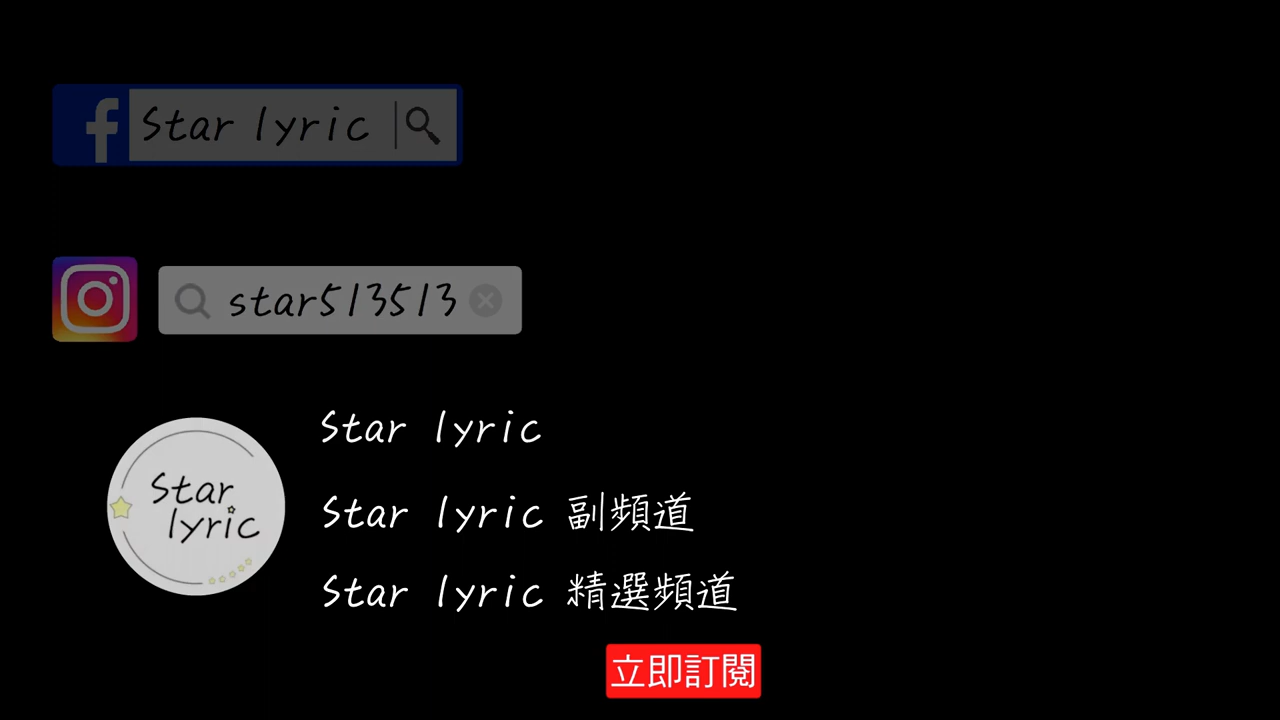 Star lyric
star513513
Star lyric
Star
lyric
Star lyric 副頻道
Star lyric 精選頻道
立即訂閱